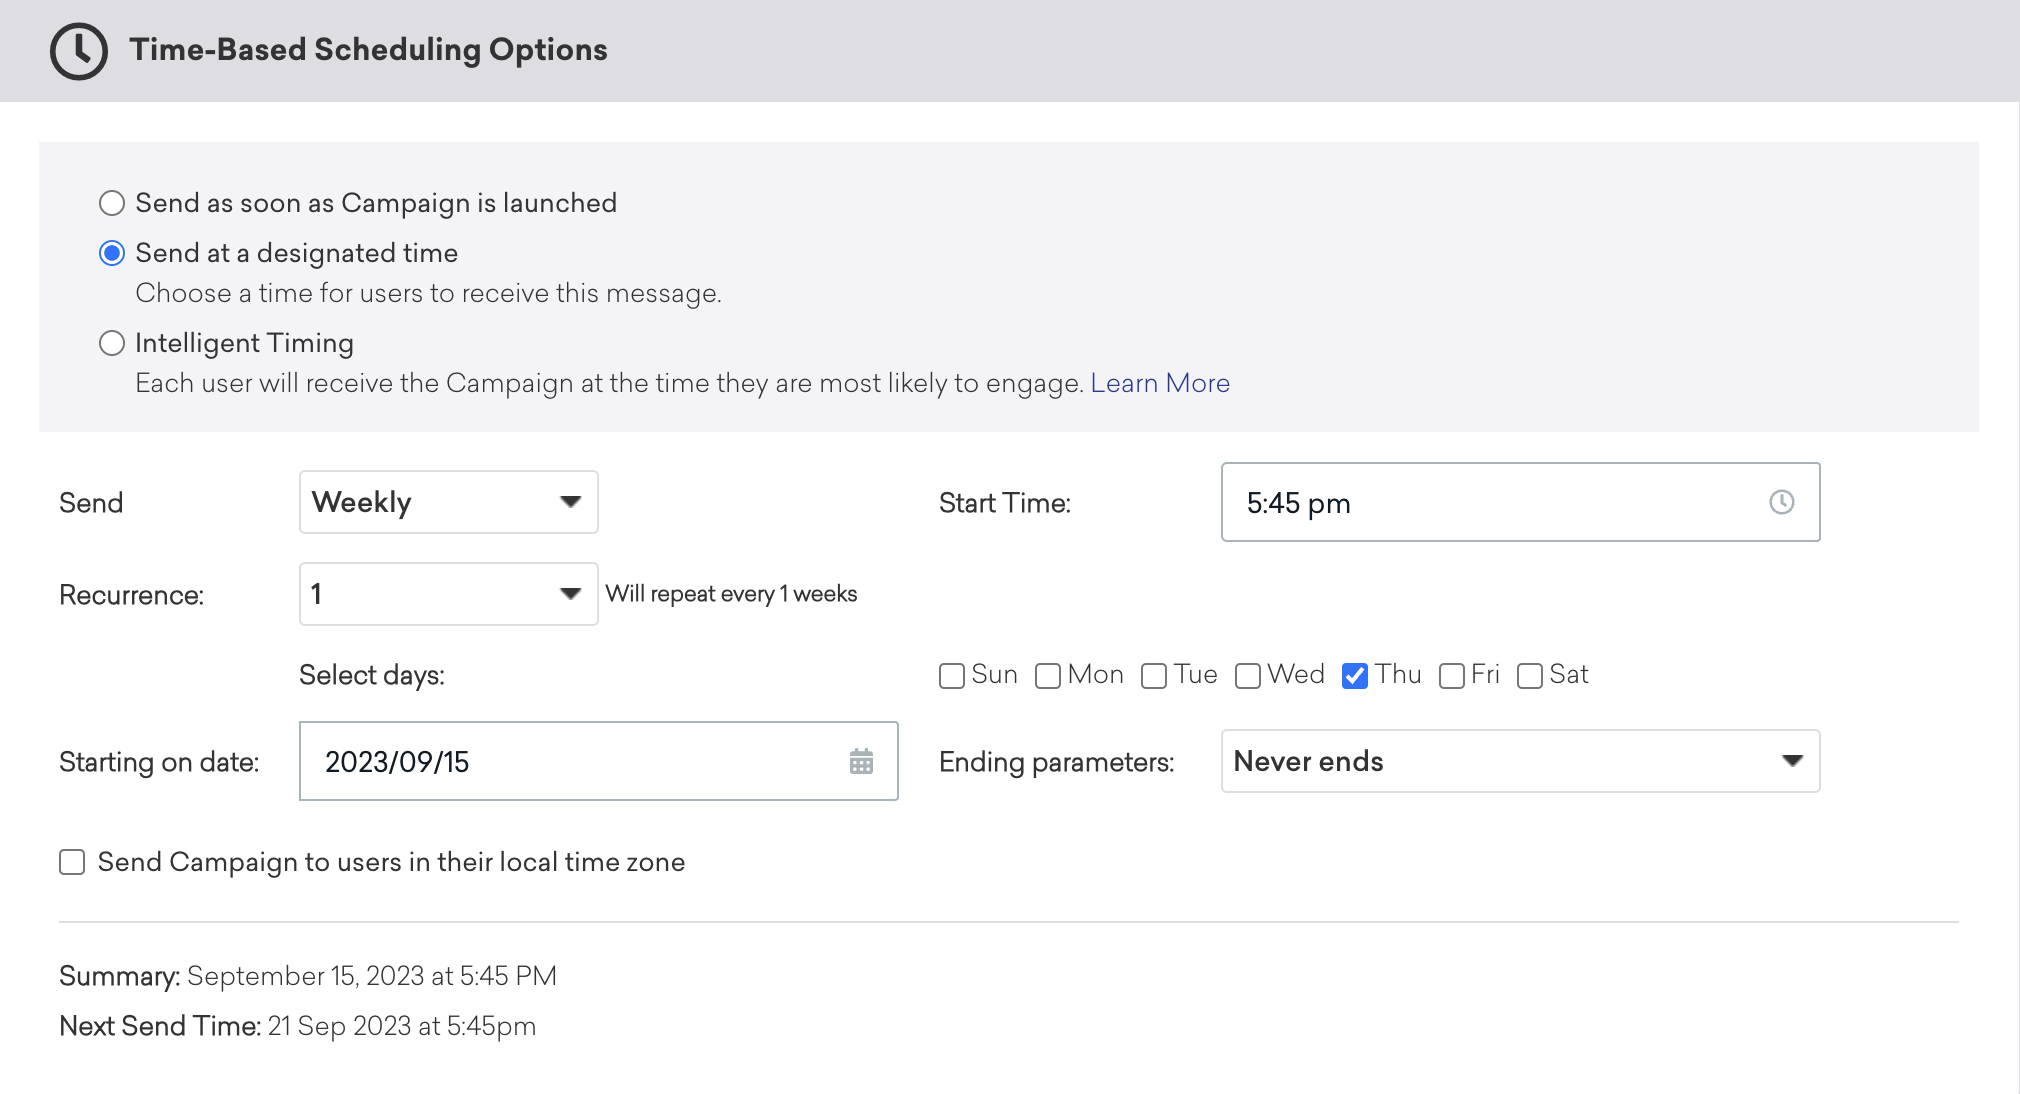 Time-Based Scheduling Options
Send as soon as Campaign is launched
Send at a designated time
Choose a time for users to receive this message.
Intelligent Timing
Each user will receive the Campaign at the time they are most likely to engage. Learn More
Send Weekly Start Time: 5:45 pm
Recurrence: 1 Will repeat every 1 weeks
Select days: Sun Mon Tue Wed Thu Fri Sat
Starting on date: 2023/09/15 Ending parameters: Never ends
Send Campaign to users in their local time zone
Summary: September 15, 2023 at 5:45 PM
Next Send Time: 21 Sep 2023 at 5:45pm